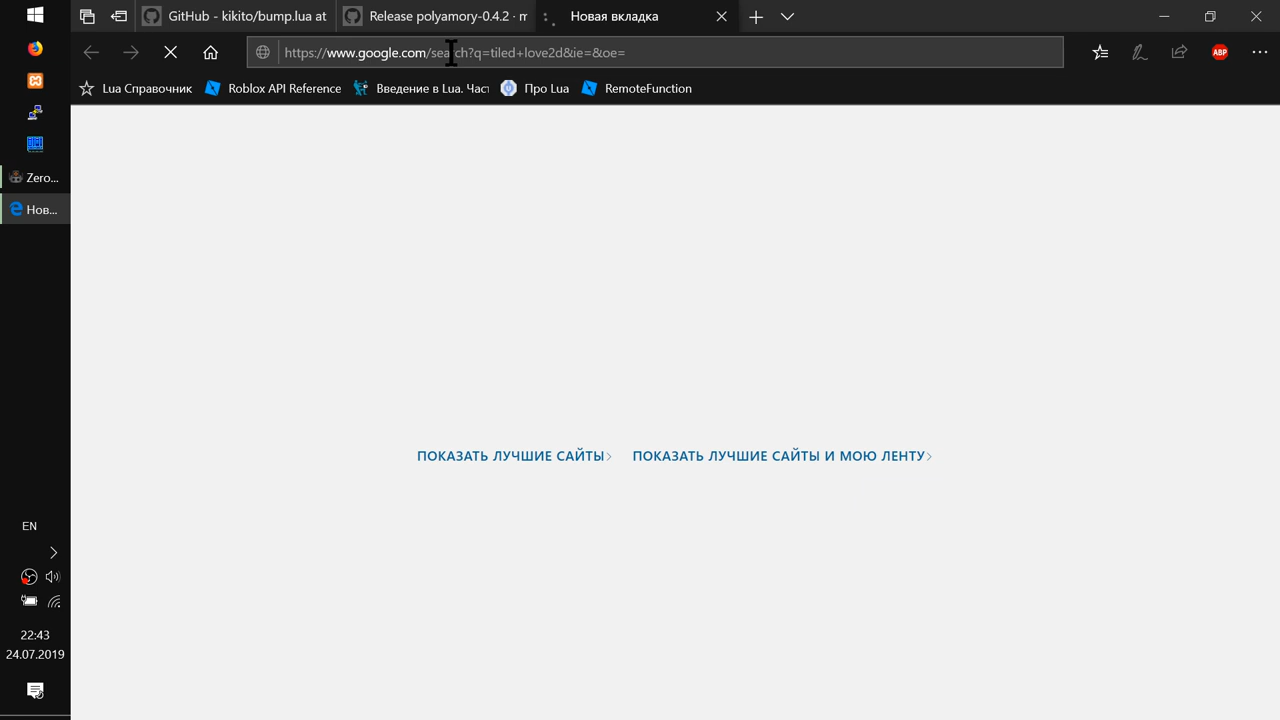 GitHub - kikito/bump.lua at
Release polyamory-0.4.2 · m
Новая вкладка
https://www.google.com/search?q=tiled+love2d&ie=&oe=
ABP
Lua Справочник
Roblox API Reference
Введение в Lua. Част
Про Lua
RemoteFunction
Zero...
Нов...
ПОКАЗАТЬ ЛУЧШИЕ САЙТЫ
ПОКАЗАТЬ ЛУЧШИЕ САЙТЫ И МОЮ ЛЕНТУ
EN
22:43
24.07.2019